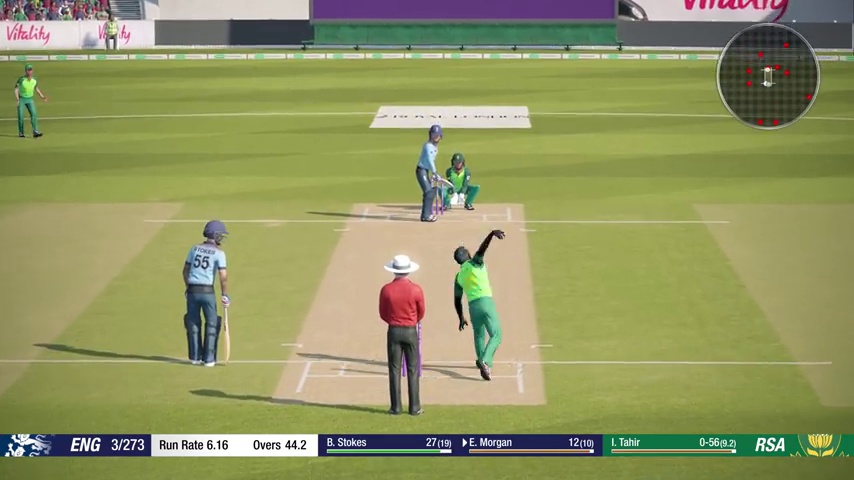 Vitality
Vitality
Vitality
STOKES
55
ENG 3/273
Run Rate 6.16 Overs 44.2
B. Stokes 27(19)
E. Morgan 12(10)
I. Tahir 0-56(9.2)
RSA